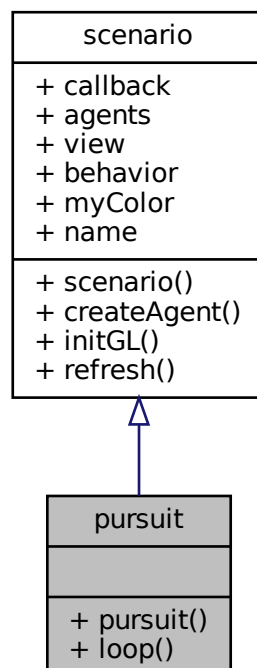 scenario
+ callback
+ agents
+ view
+ behavior
+ myColor
+ name
+ scenario()
+ createAgent()
+ initGL()
+ refresh()
pursuit
+ pursuit()
+ loop()